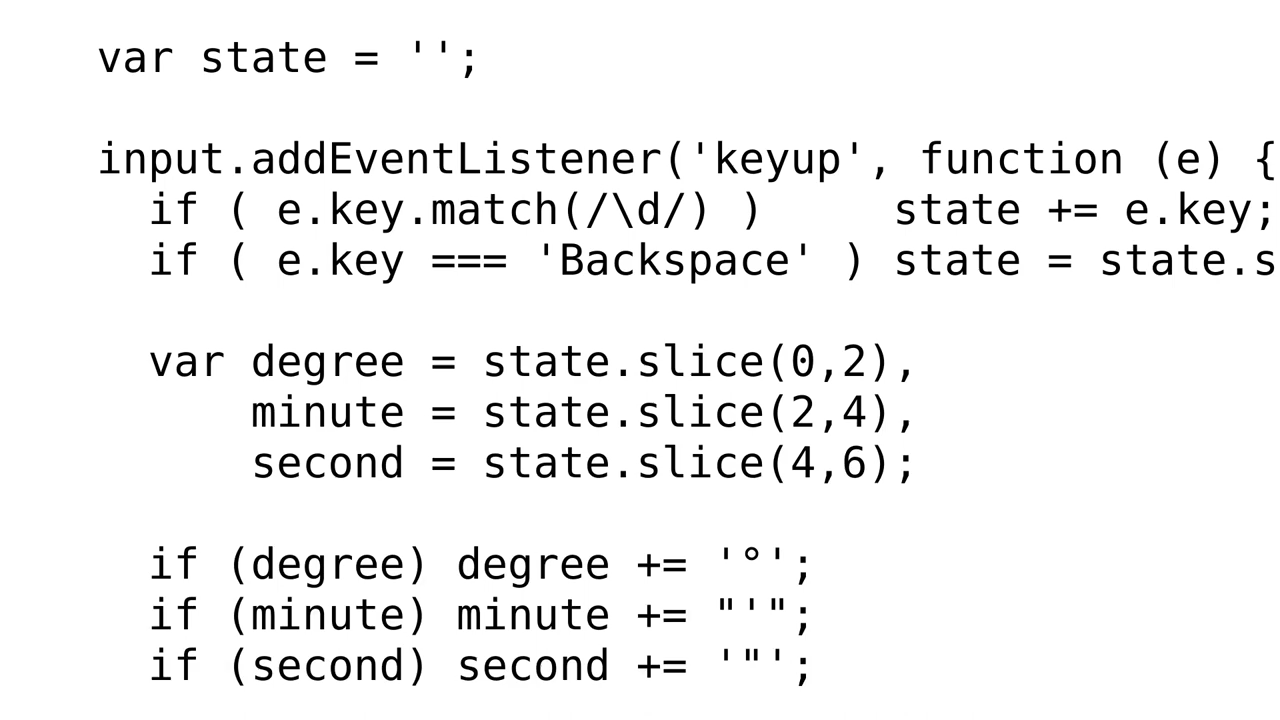 var state = '';

input.addEventListener('keyup', function (e) {
  if ( e.key.match(/\d/) )     state += e.key;
  if ( e.key === 'Backspace' ) state = state.s

  var degree = state.slice(0,2),
      minute = state.slice(2,4),
      second = state.slice(4,6);

  if (degree) degree += '°';
  if (minute) minute += "'";
  if (second) second += '"';